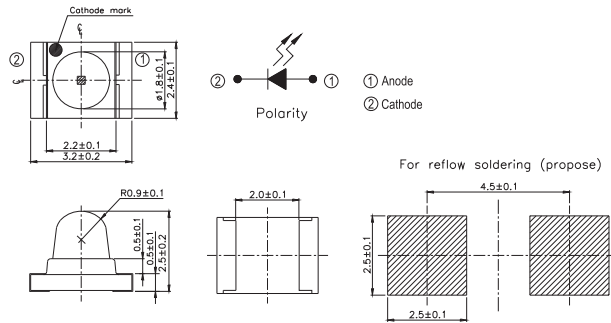 Cathode mark
② ①
ø1.8±0.1
2.4±0.1
2.2±0.1
3.2±0.2
② ①
Polarity
① Anode
② Cathode
For reflow soldering (propose)
R0.9±0.1
0.5±0.1
0.5±0.1
2.5±0.2
2.0±0.1
4.5±0.1
2.5±0.1
2.5±0.1